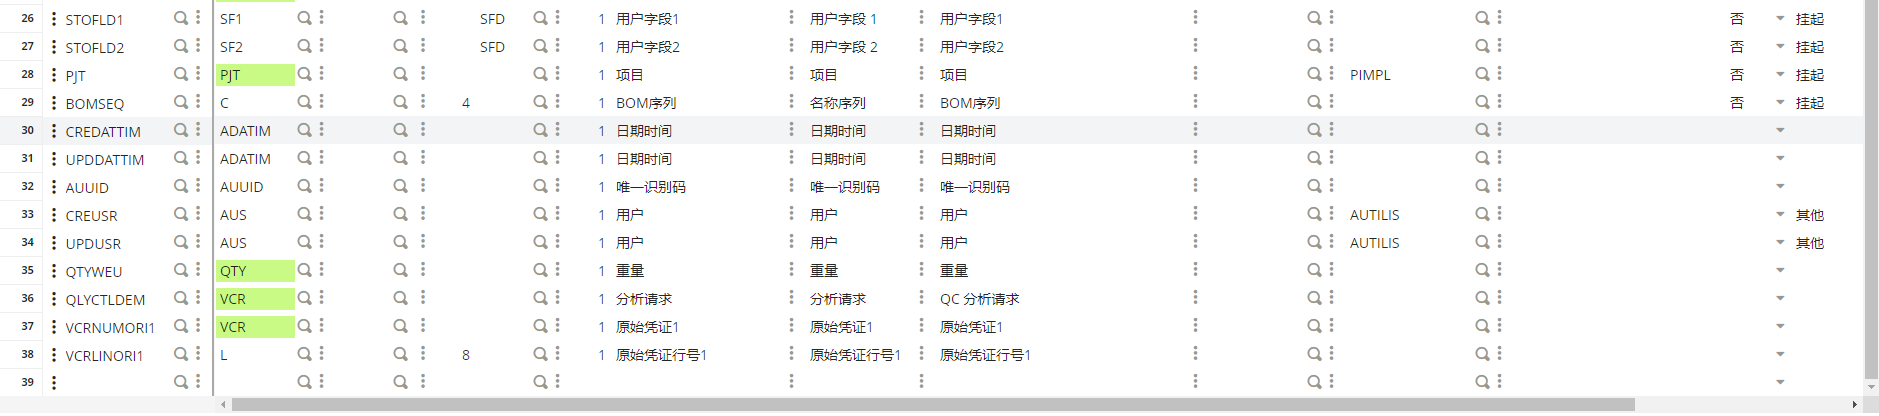 26 STOFLD1 SF1 SFD 1 用户字段1 用户字段 1 用户字段1 否 挂起
27 STOFLD2 SF2 SFD 1 用户字段2 用户字段 2 用户字段2 否 挂起
28 PJT PJT 1 项目 项目 项目 PIMPL 否 挂起
29 BOMSEQ C 4 1 BOM序列 名称序列 BOM序列 否 挂起
30 CREDATTIM ADATIM 1 日期时间 日期时间 日期时间
31 UPDDATTIM ADATIM 1 日期时间 日期时间 日期时间
32 AUUID AUUID 1 唯一识别码 唯一识别码 唯一识别码
33 CREUSR AUS 1 用户 用户 用户 AUTILIS 其他
34 UPDUSR AUS 1 用户 用户 用户 AUTILIS 其他
35 QTYWEU QTY 1 重量 重量 重量
36 QLYCTLDEM VCR 1 分析请求 分析请求 QC 分析请求
37 VCRNUMORI1 VCR 1 原始凭证1 原始凭证1 原始凭证1
38 VCRLINORI1 L 8 1 原始凭证行号1 原始凭证行号1 原始凭证行号1
39